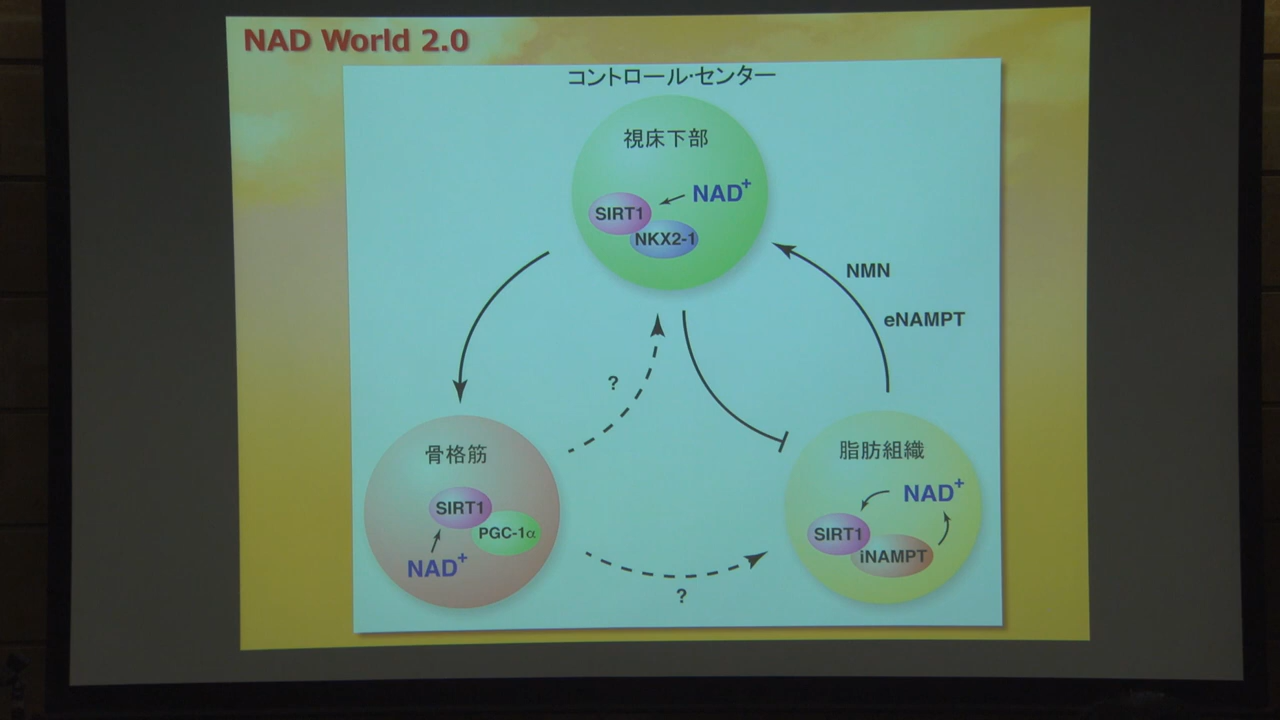 NAD World 2.0
コントロール・センター
視床下部
NAD+
SIRT1
NKX2-1
NMN
eNAMPT
?
骨格筋
SIRT1
PGC-1α
NAD+
脂肪組織
NAD+
SIRT1
iNAMPT
?